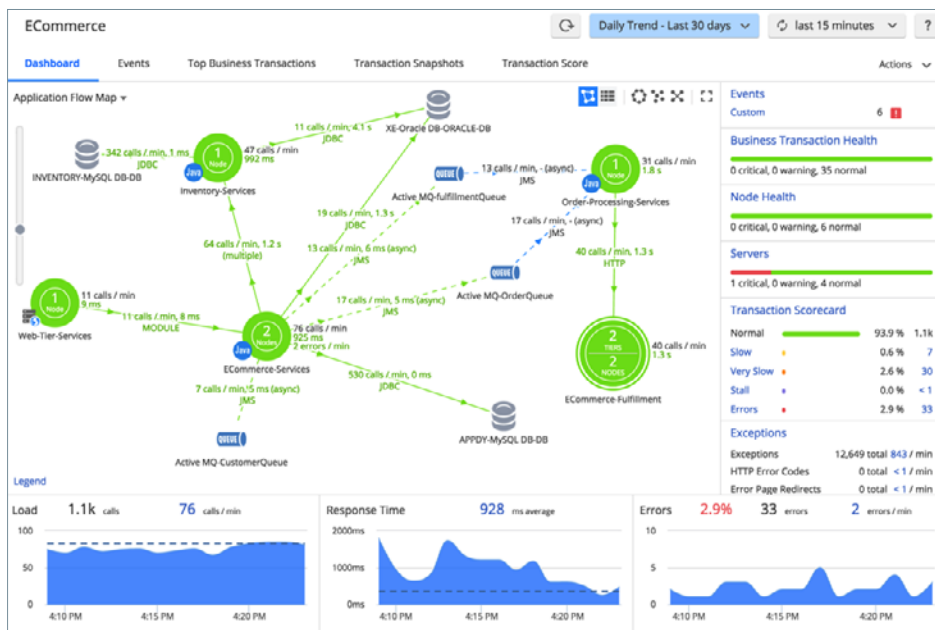 ECommerce
Daily Trend - Last 30 days
last 15 minutes
?
Dashboard
Events
Top Business Transactions
Transaction Snapshots
Transaction Score
Actions
Application Flow Map
XE-Oracle DB-ORACLE-DB
11 calls / min, 4.1 s
JDBC
342 calls / min, 1 ms
JDBC
INVENTORY-MySQL DB-DB
1
Node
Java
47 calls / min
992 ms
Inventory-Services
QUEUE
Active MQ-fulfillmentQueue
13 calls / min, - (async)
JMS
1
Node
Java
31 calls / min
1.8 s
Order-Processing-Services
19 calls / min, 1.3 s
JDBC
17 calls / min, - (async)
JMS
64 calls / min, 1.2 s
(multiple)
13 calls / min, 6 ms (async)
JMS
40 calls / min, 1.3 s
HTTP
QUEUE
Active MQ-OrderQueue
17 calls / min, 5 ms (async)
JMS
1
Node
11 calls / min
9 ms
Web-Tier-Services
11 calls / min, 8 ms
MODULE
2
Nodes
Java
76 calls / min
925 ms
2 errors / min
ECommerce-Services
2
TIERS
2
NODES
40 calls / min
1.3 s
ECommerce-Fulfillment
530 calls / min, 0 ms
JDBC
7 calls / min, 5 ms (async)
JMS
QUEUE
Active MQ-CustomerQueue
APPDY-MySQL DB-DB
Legend
Events
Custom 6 !
Business Transaction Health
0 critical, 0 warning, 35 normal
Node Health
0 critical, 0 warning, 6 normal
Servers
1 critical, 0 warning, 4 normal
Transaction Scorecard
Normal 93.9 % 1.1k
Slow 0.6 % 7
Very Slow 2.6 % 30
Stall 0.0 % < 1
Errors 2.9 % 33
Exceptions
Exceptions 12,649 total 843 / min
HTTP Error Codes 0 total < 1 / min
Error Page Redirects 0 total < 1 / min
Load 1.1k calls 76 calls / min
100
50
0
4:10 PM 4:15 PM 4:20 PM
Response Time 928 ms average
2000ms
1000ms
0ms
4:10 PM 4:15 PM 4:20 PM
Errors 2.9% 33 errors 2 errors / min
10
5
0
4:10 PM 4:15 PM 4:20 PM